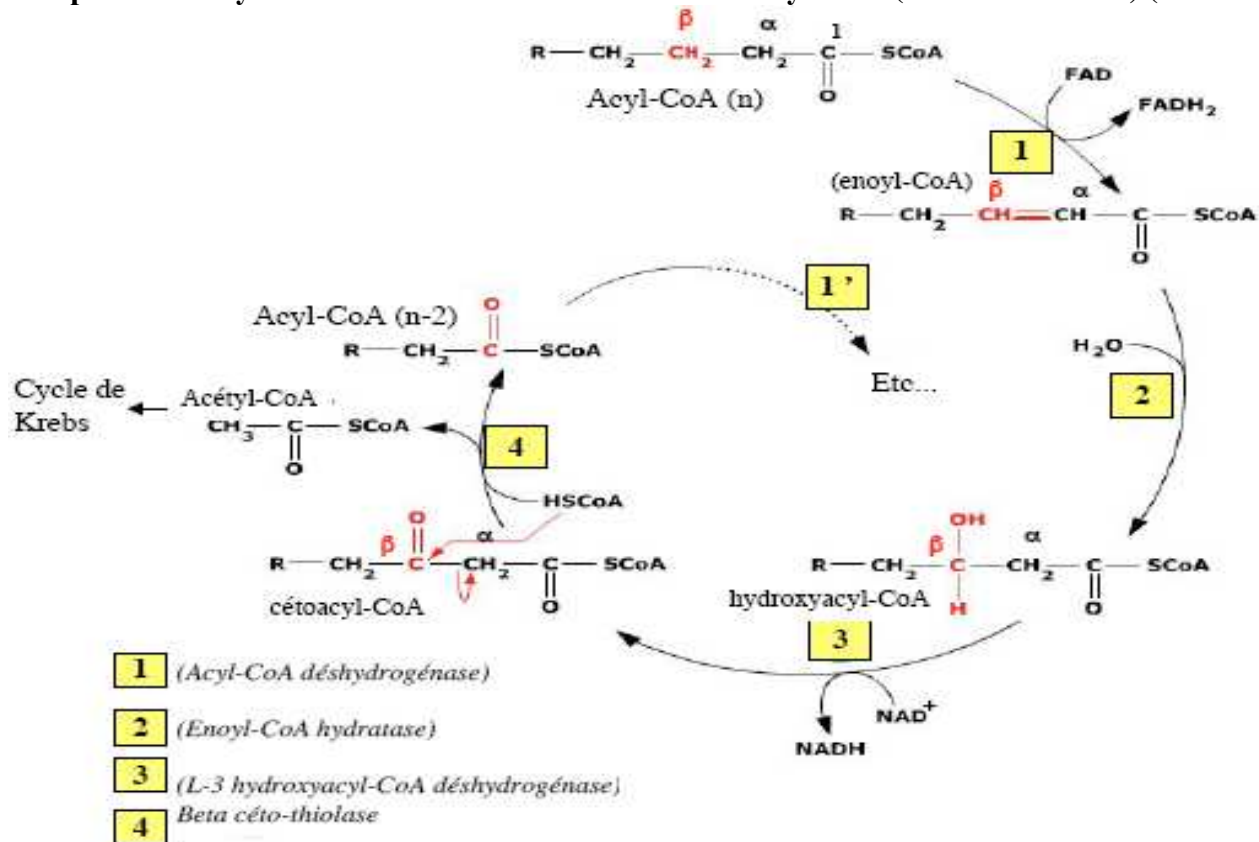 β α 1
R—CH₂—CH₂—CH₂—C—SCoA
O
Acyl-CoA (n)
FAD
FADH₂
1
(enoyl-CoA) β α
R—CH₂—CH=CH—C—SCoA
O
1'
Etc...
H₂O
2
OH
β α
R—CH₂—C—CH₂—C—SCoA
H O
hydroxyacyl-CoA
3
NAD⁺
NADH
O
β α
R—CH₂—C—CH₂—C—SCoA
O
cétoacyl-CoA
HSCoA
4
O
Acyl-CoA (n-2)
R—CH₂—C—SCoA
Acétyl-CoA
CH₃—C—SCoA
O
Cycle de
Krebs
1 (Acyl-CoA déshydrogénase)
2 (Enoyl-CoA hydratase)
3 (L-3 hydroxyacyl-CoA déshydrogénase)
4 Beta céto-thiolase